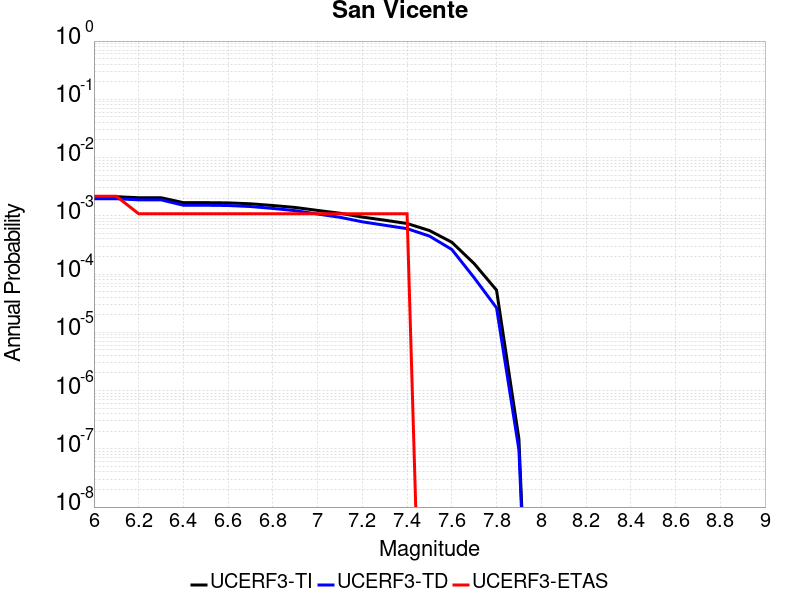 San Vicente
10^0
10^-1
10^-2
10^-3
10^-4
10^-5
10^-6
10^-7
10^-8
Annual Probability
6 6.2 6.4 6.6 6.8 7 7.2 7.4 7.6 7.8 8 8.2 8.4 8.6 8.8 9
Magnitude
UCERF3-TI UCERF3-TD UCERF3-ETAS